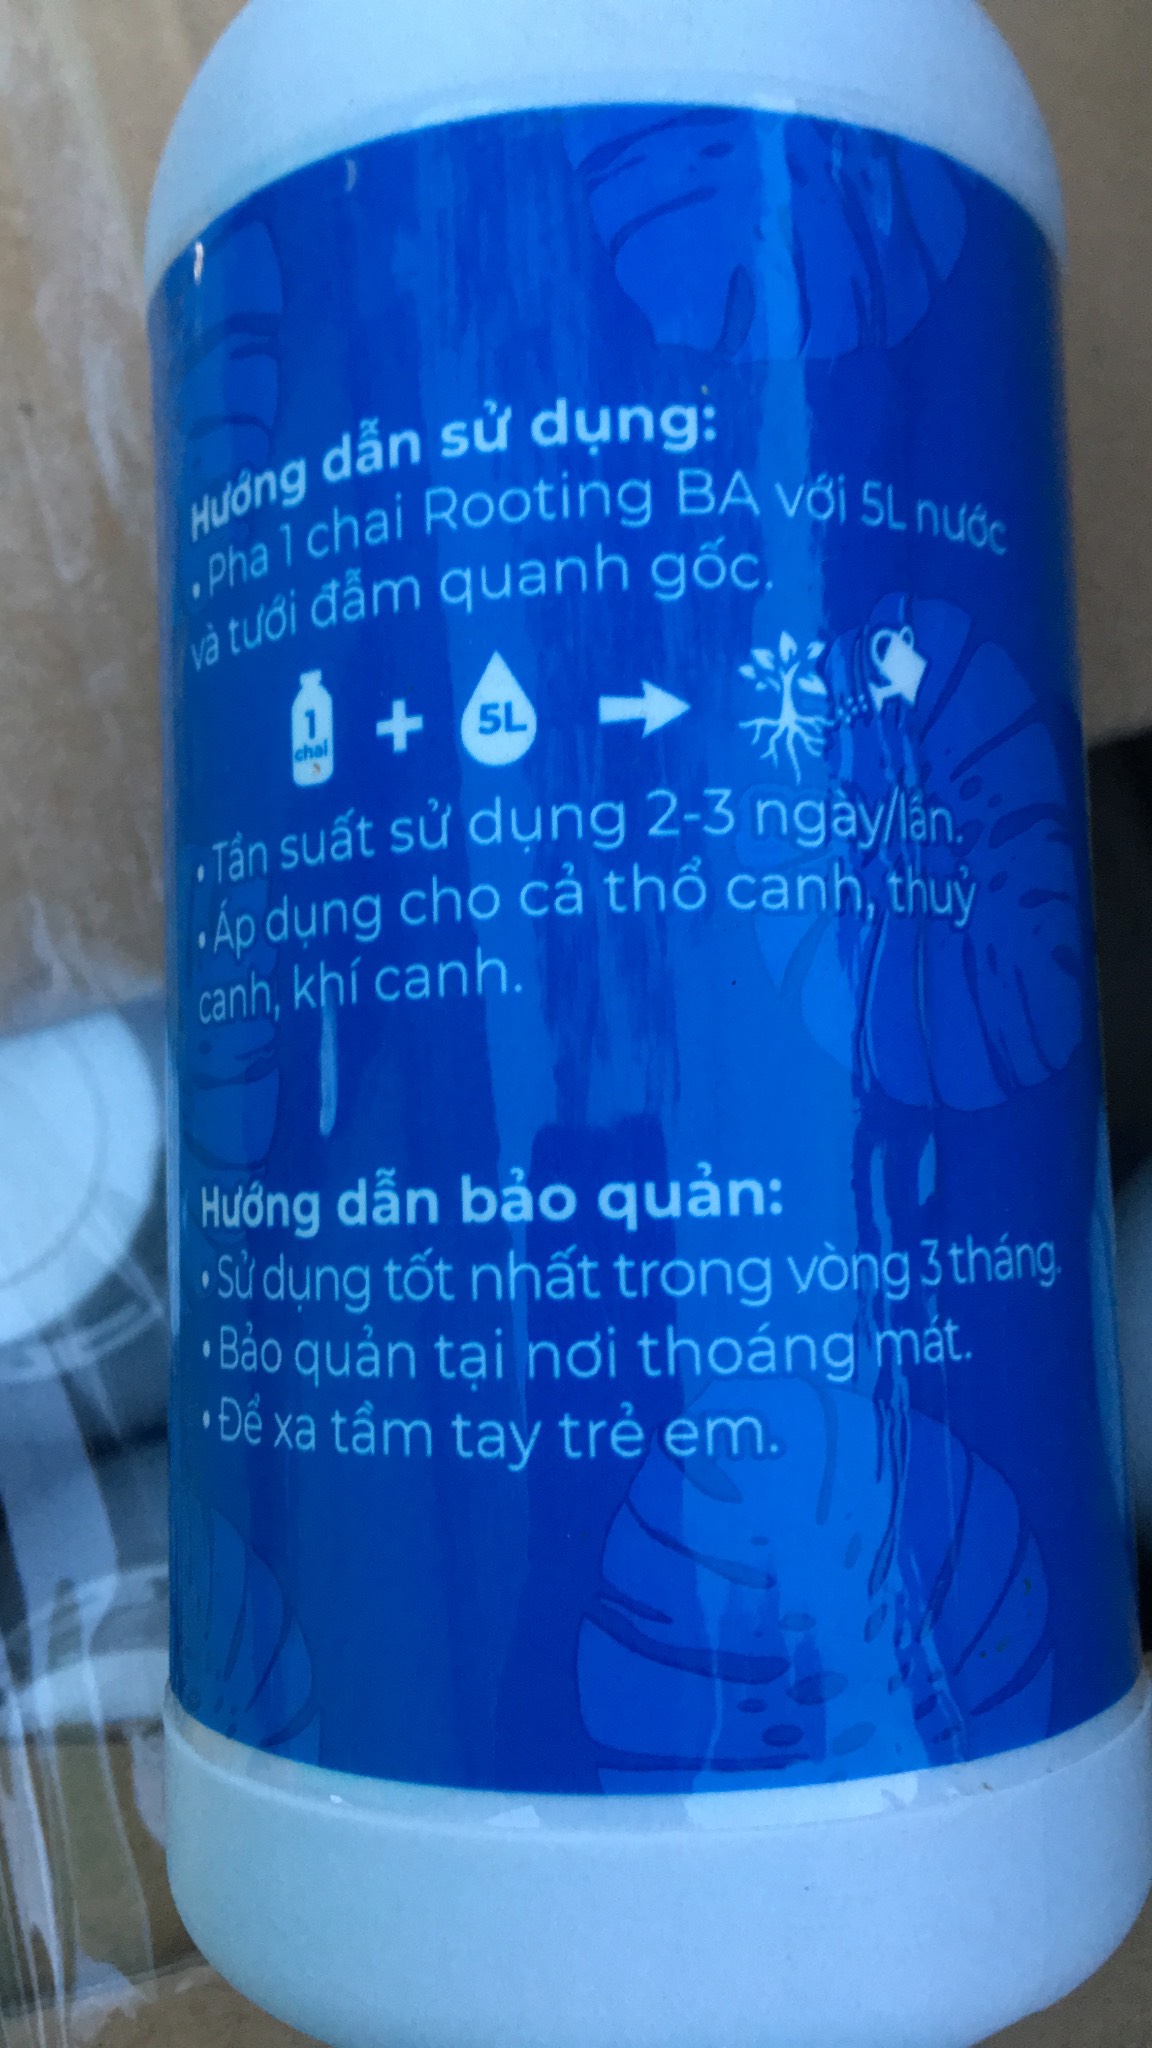 Hướng dẫn sử dụng:
• Pha 1 chai Rooting BA với 5L nước
và tưới đẫm quanh gốc.
1 chai + 5L
• Tần suất sử dụng 2-3 ngày/lần.
• Áp dụng cho cả thổ canh, thuỷ
canh, khí canh.
Hướng dẫn bảo quản:
• Sử dụng tốt nhất trong vòng 3 tháng.
• Bảo quản tại nơi thoáng mát.
• Để xa tầm tay trẻ em.